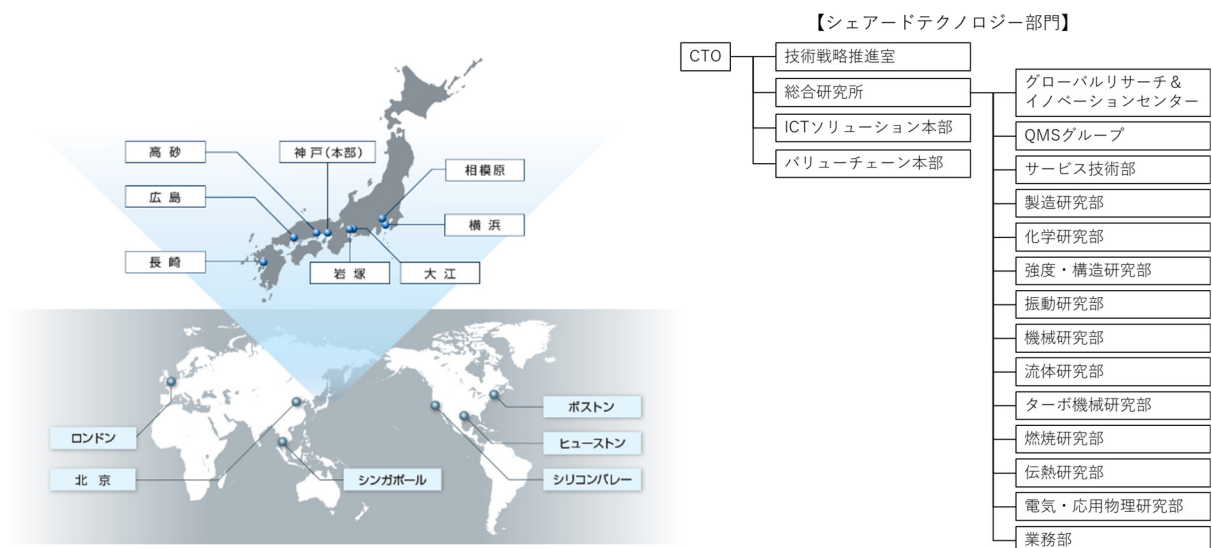 高砂
神戸(本部)
相模原
広島
横浜
長崎
岩塚
大江
ロンドン
北京
シンガポール
ボストン
ヒューストン
シリコンバレー
【シェアードテクノロジー部門】
CTO
技術戦略推進室
総合研究所
ICTソリューション本部
バリューチェーン本部
グローバルリサーチ＆
イノベーションセンター
QMSグループ
サービス技術部
製造研究部
化学研究部
強度・構造研究部
振動研究部
機械研究部
流体研究部
ターボ機械研究部
燃焼研究部
伝熱研究部
電気・応用物理研究部
業務部